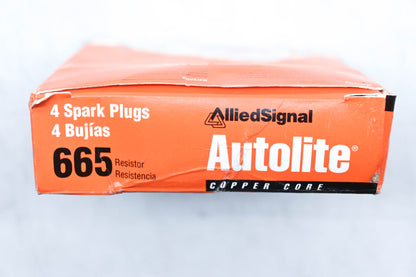 4 Spark Plugs
4 Bujías
665 Resistor
Resistencia
AlliedSignal
Autolite®
COPPER CORE